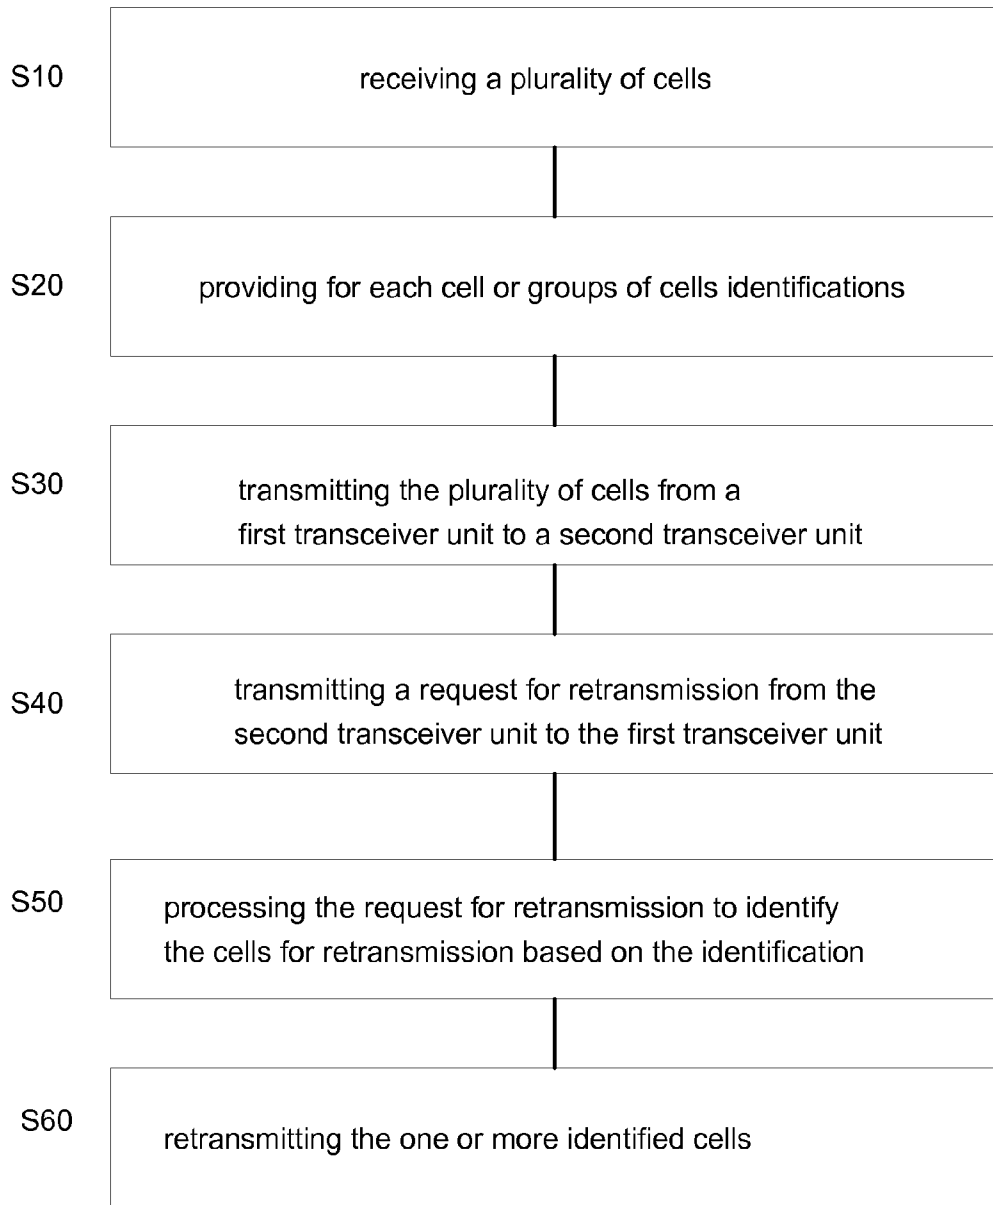 S10
receiving a plurality of cells
S20
providing for each cell or groups of cells identifications
S30
transmitting the plurality of cells from a
first transceiver unit to a second transceiver unit
S40
transmitting a request for retransmission from the
second transceiver unit to the first transceiver unit
S50
processing the request for retransmission to identify
the cells for retransmission based on the identification
S60
retransmitting the one or more identified cells